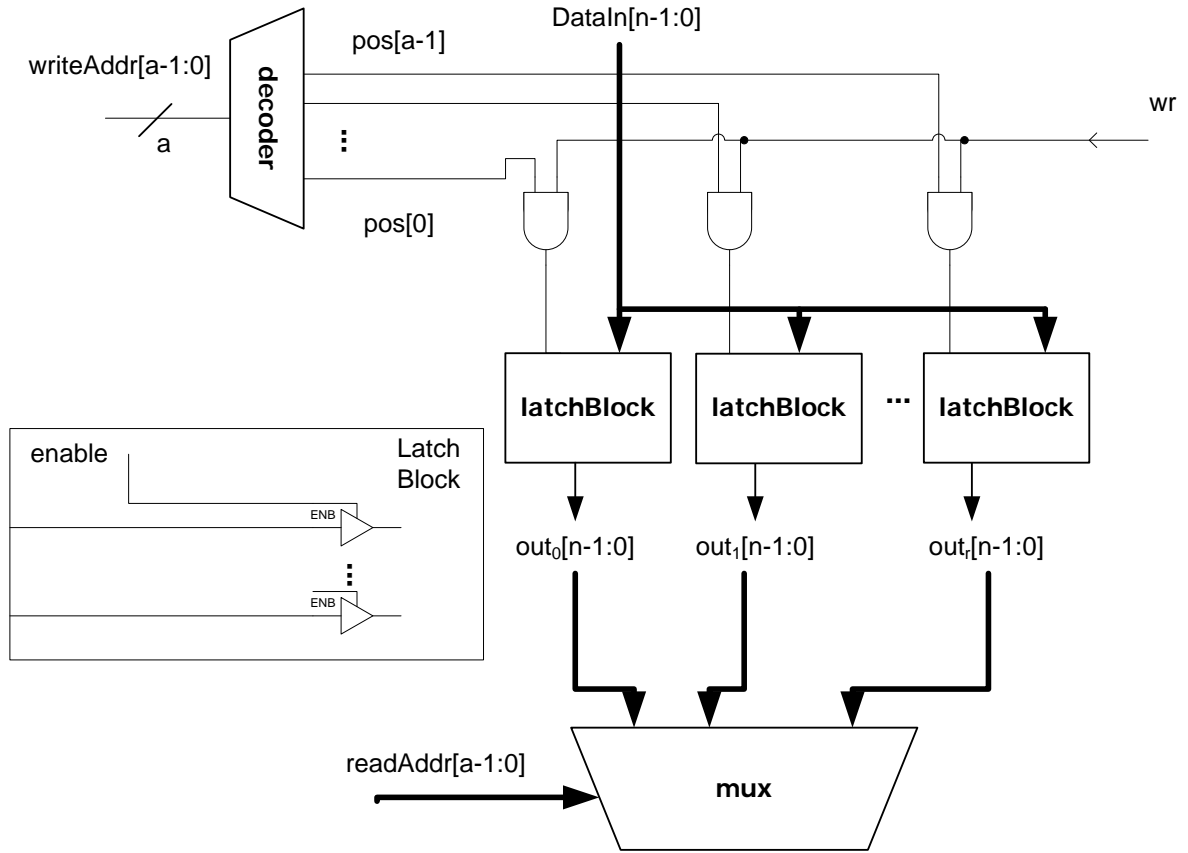 DataIn[n-1:0]
pos[a-1]
writeAddr[a-1:0]
decoder
wr
a
...
pos[0]
latchBlock
latchBlock
...
latchBlock
enable
Latch
Block
ENB
...
ENB
out₀[n-1:0]
out₁[n-1:0]
outᵣ[n-1:0]
readAddr[a-1:0]
mux